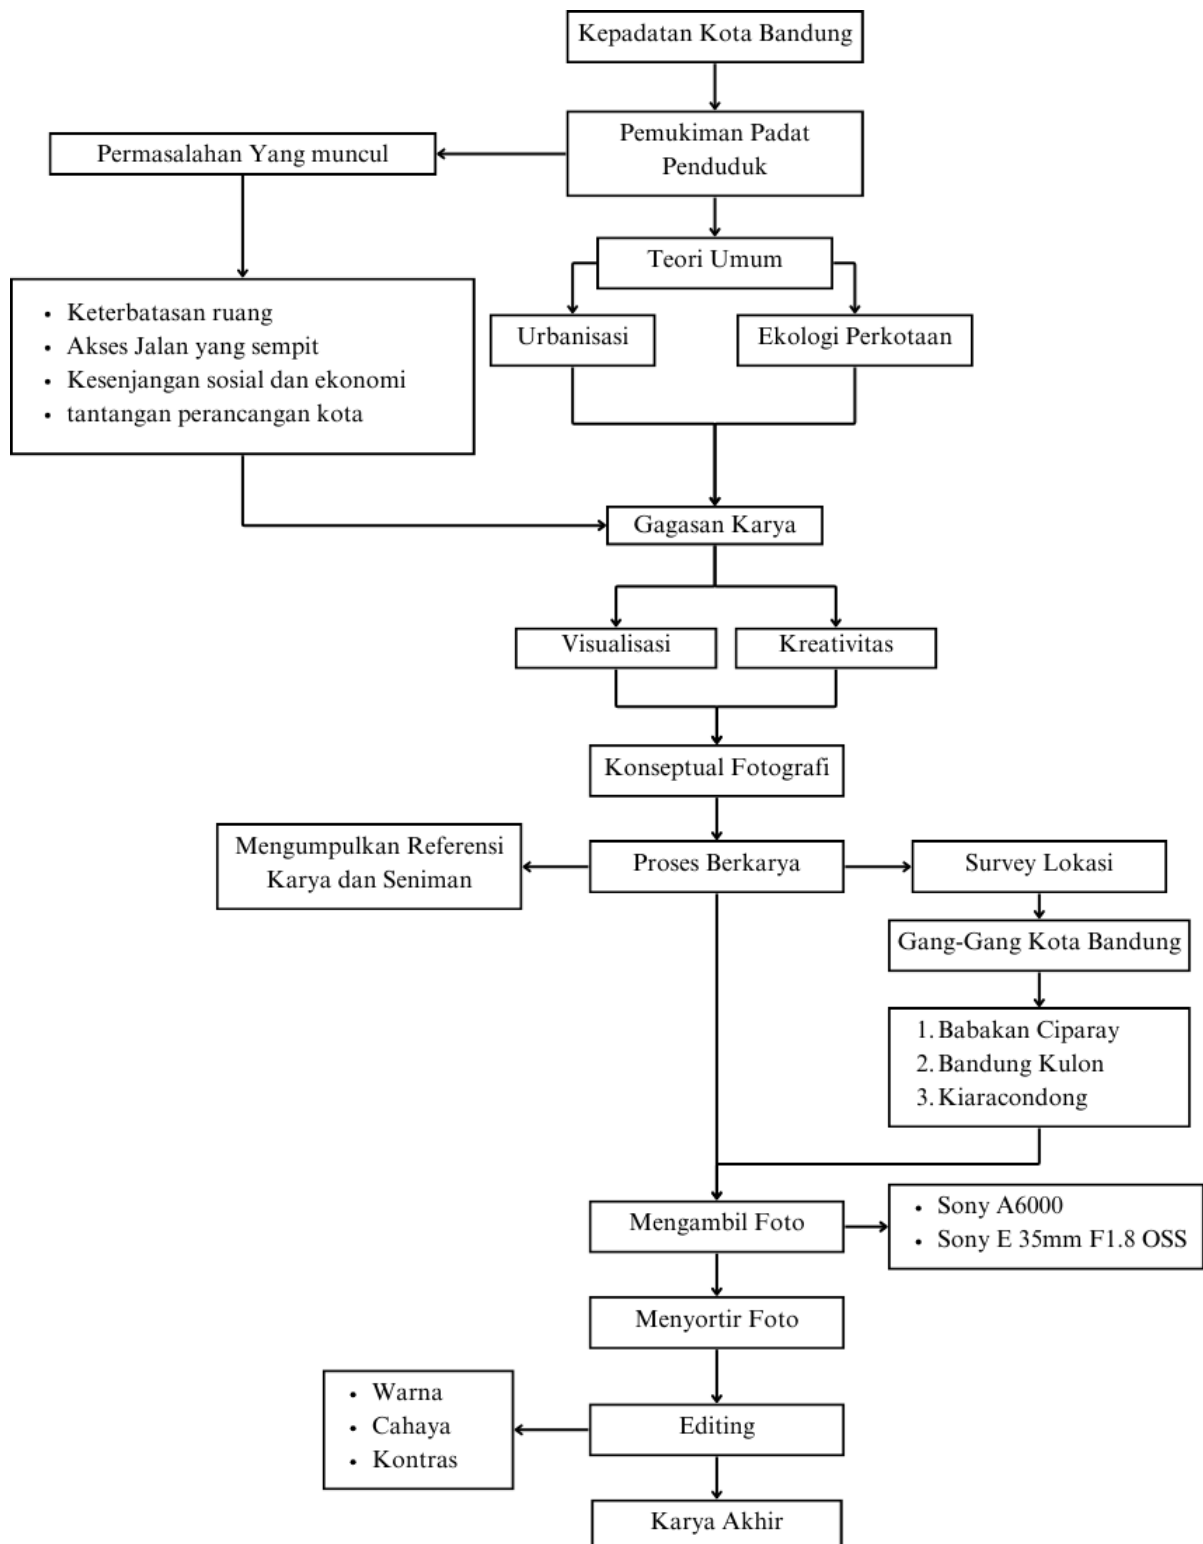 Kepadatan Kota Bandung
Pemukiman Padat
Penduduk
Permasalahan Yang muncul
Teori Umum
• Keterbatasan ruang
• Akses Jalan yang sempit
• Kesenjangan sosial dan ekonomi
• tantangan perancangan kota
Urbanisasi
Ekologi Perkotaan
Gagasan Karya
Visualisasi
Kreativitas
Konseptual Fotografi
Mengumpulkan Referensi
Karya dan Seniman
Proses Berkarya
Survey Lokasi
Gang-Gang Kota Bandung
1. Babakan Ciparay
2. Bandung Kulon
3. Kiaracondong
Mengambil Foto
• Sony A6000
• Sony E 35mm F1.8 OSS
Menyortir Foto
• Warna
• Cahaya
• Kontras
Editing
Karya Akhir